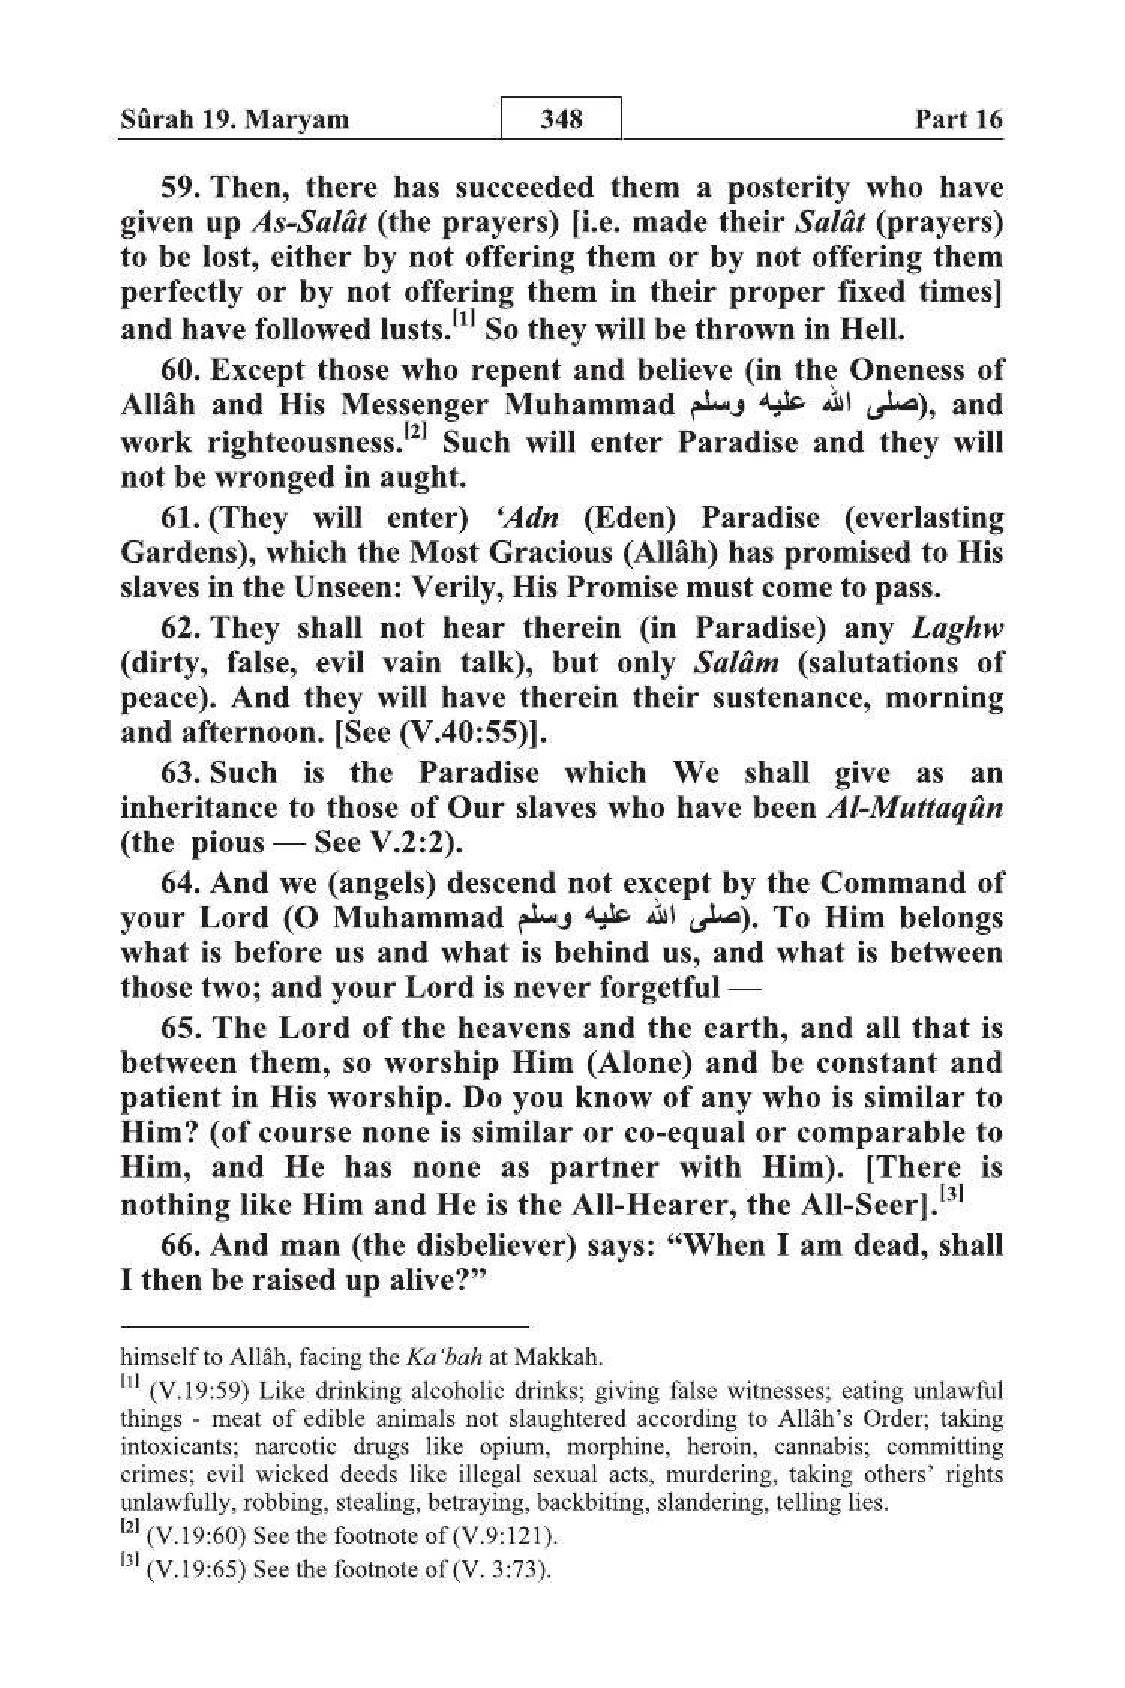 Sûrah 19. Maryam 348 Part 16
59. Then, there has succeeded them a posterity who have
given up As-Salât (the prayers) [i.e. made their Salât (prayers)
to be lost, either by not offering them or by not offering them
perfectly or by not offering them in their proper fixed times]
and have followed lusts.[1] So they will be thrown in Hell.
60. Except those who repent and believe (in the Oneness of
Allâh and His Messenger Muhammad صلى الله عليه وسلم), and
work righteousness.[2] Such will enter Paradise and they will
not be wronged in aught.
61. (They will enter) ‘Adn (Eden) Paradise (everlasting
Gardens), which the Most Gracious (Allâh) has promised to His
slaves in the Unseen: Verily, His Promise must come to pass.
62. They shall not hear therein (in Paradise) any Laghw
(dirty, false, evil vain talk), but only Salâm (salutations of
peace). And they will have therein their sustenance, morning
and afternoon. [See (V.40:55)].
63. Such is the Paradise which We shall give as an
inheritance to those of Our slaves who have been Al-Muttaqûn
(the pious — See V.2:2).
64. And we (angels) descend not except by the Command of
your Lord (O Muhammad صلى الله عليه وسلم). To Him belongs
what is before us and what is behind us, and what is between
those two; and your Lord is never forgetful —
65. The Lord of the heavens and the earth, and all that is
between them, so worship Him (Alone) and be constant and
patient in His worship. Do you know of any who is similar to
Him? (of course none is similar or co-equal or comparable to
Him, and He has none as partner with Him). [There is
nothing like Him and He is the All-Hearer, the All-Seer].[3]
66. And man (the disbeliever) says: “When I am dead, shall
I then be raised up alive?”
himself to Allâh, facing the Ka‘bah at Makkah.
[1] (V.19:59) Like drinking alcoholic drinks; giving false witnesses; eating unlawful
things - meat of edible animals not slaughtered according to Allâh’s Order; taking
intoxicants; narcotic drugs like opium, morphine, heroin, cannabis; committing
crimes; evil wicked deeds like illegal sexual acts, murdering, taking others’ rights
unlawfully, robbing, stealing, betraying, backbiting, slandering, telling lies.
[2] (V.19:60) See the footnote of (V.9:121).
[3] (V.19:65) See the footnote of (V. 3:73).